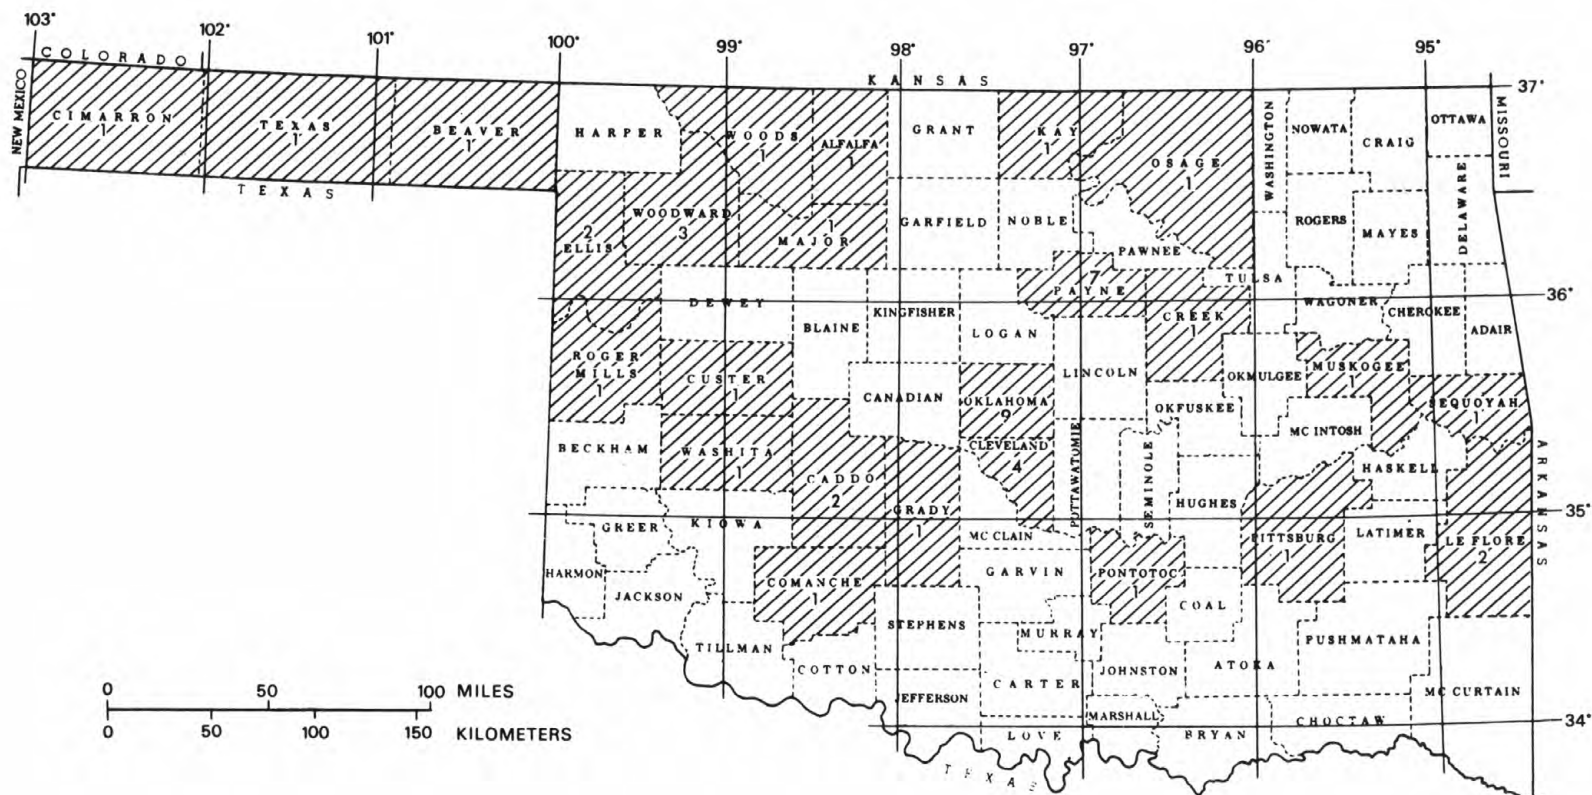 103°
102°
101°
100°
99°
98°
97°
96°
95°
COLORADO
KANSAS
37°
NEW MEXICO
MISSOURI
CIMARRON
1
TEXAS
1
BEAVER
1
HARPER
WOODS
1
ALFALFA
1
GRANT
KAY
1
OSAGE
1
WASHINGTON
NOWATA
CRAIG
OTTAWA
DELAWARE
TEXAS
2
ELLIS
WOODWARD
3
1
MAJOR
GARFIELD
NOBLE
PAWNEE
ROGERS
MAYES
7
PAYNE
TULSA
36°
DEWEY
BLAINE
KINGFISHER
LOGAN
CREEK
1
WAGONER
CHEROKEE
ADAIR
ROGER
MILLS
1
CUSTER
1
CANADIAN
OKLAHOMA
9
LINCOLN
OKMULGEE
MUSKOGEE
1
OKFUSKEE
SEQUOYAH
1
MC INTOSH
BECKHAM
WASHITA
1
CADDO
2
CLEVELAND
4
POTTAWATOMIE
SEMINOLE
HASKELL
ARKANSAS
GREER
KIOWA
GRADY
1
MC CLAIN
HUGHES
35°
PITTSBURG
1
LATIMER
LE FLORE
2
HARMON
JACKSON
COMANCHE
1
GARVIN
PONTOTOC
1
COAL
STEPHENS
MURRAY
PUSHMATAHA
TILLMAN
COTTON
JOHNSTON
ATOKA
JEFFERSON
CARTER
MC CURTAIN
MARSHALL
LOVE
BRYAN
CHOCTAW
34°
TEXAS
0 50 100 MILES
0 50 100 150 KILOMETERS